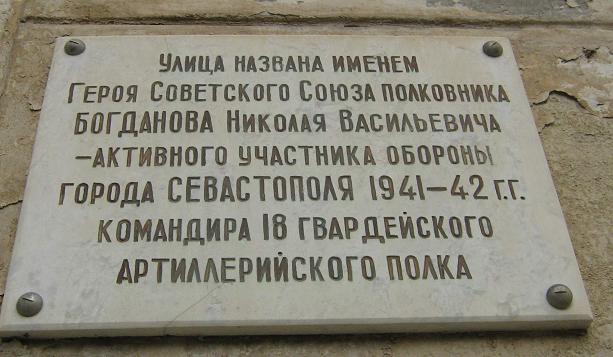 Улица названа именем
Героя Советского Союза полковника
Богданова Николая Васильевича
–активного участника обороны
города Севастополя 1941–42 г.г.
командира 18 гвардейского
артиллерийского полка